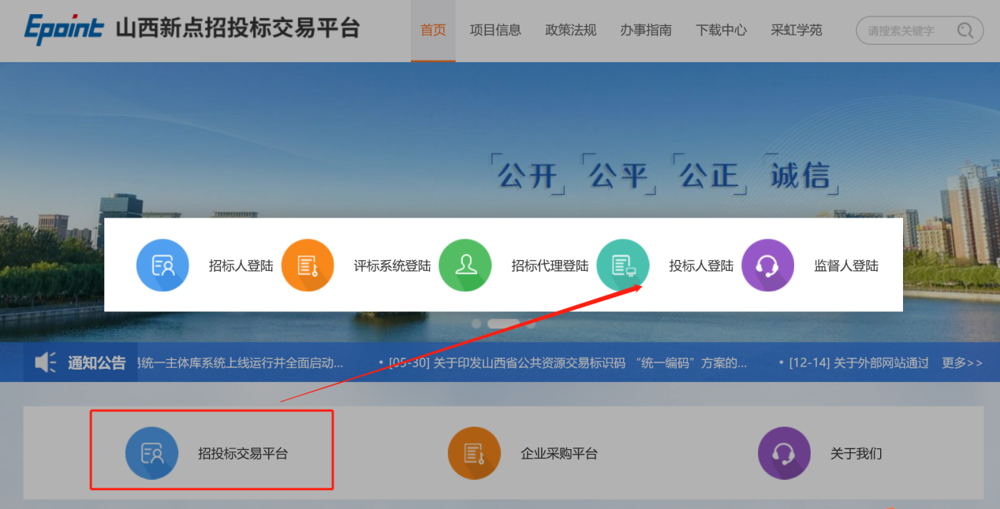 Epoint 山西新点招投标交易平台
首页 项目信息 政策法规 办事指南 下载中心 采虹学苑 请搜索关键字
公开 公平 公正 诚信
招标人登陆 评标系统登陆 招标代理登陆 投标人登陆 监督人登陆
通知公告 易统一主体库系统上线运行并全面启动... • [05-30] 关于印发山西省公共资源交易标识码 “统一编码”方案的... • [12-14] 关于外部网站通过 更多>>
招投标交易平台 企业采购平台 关于我们